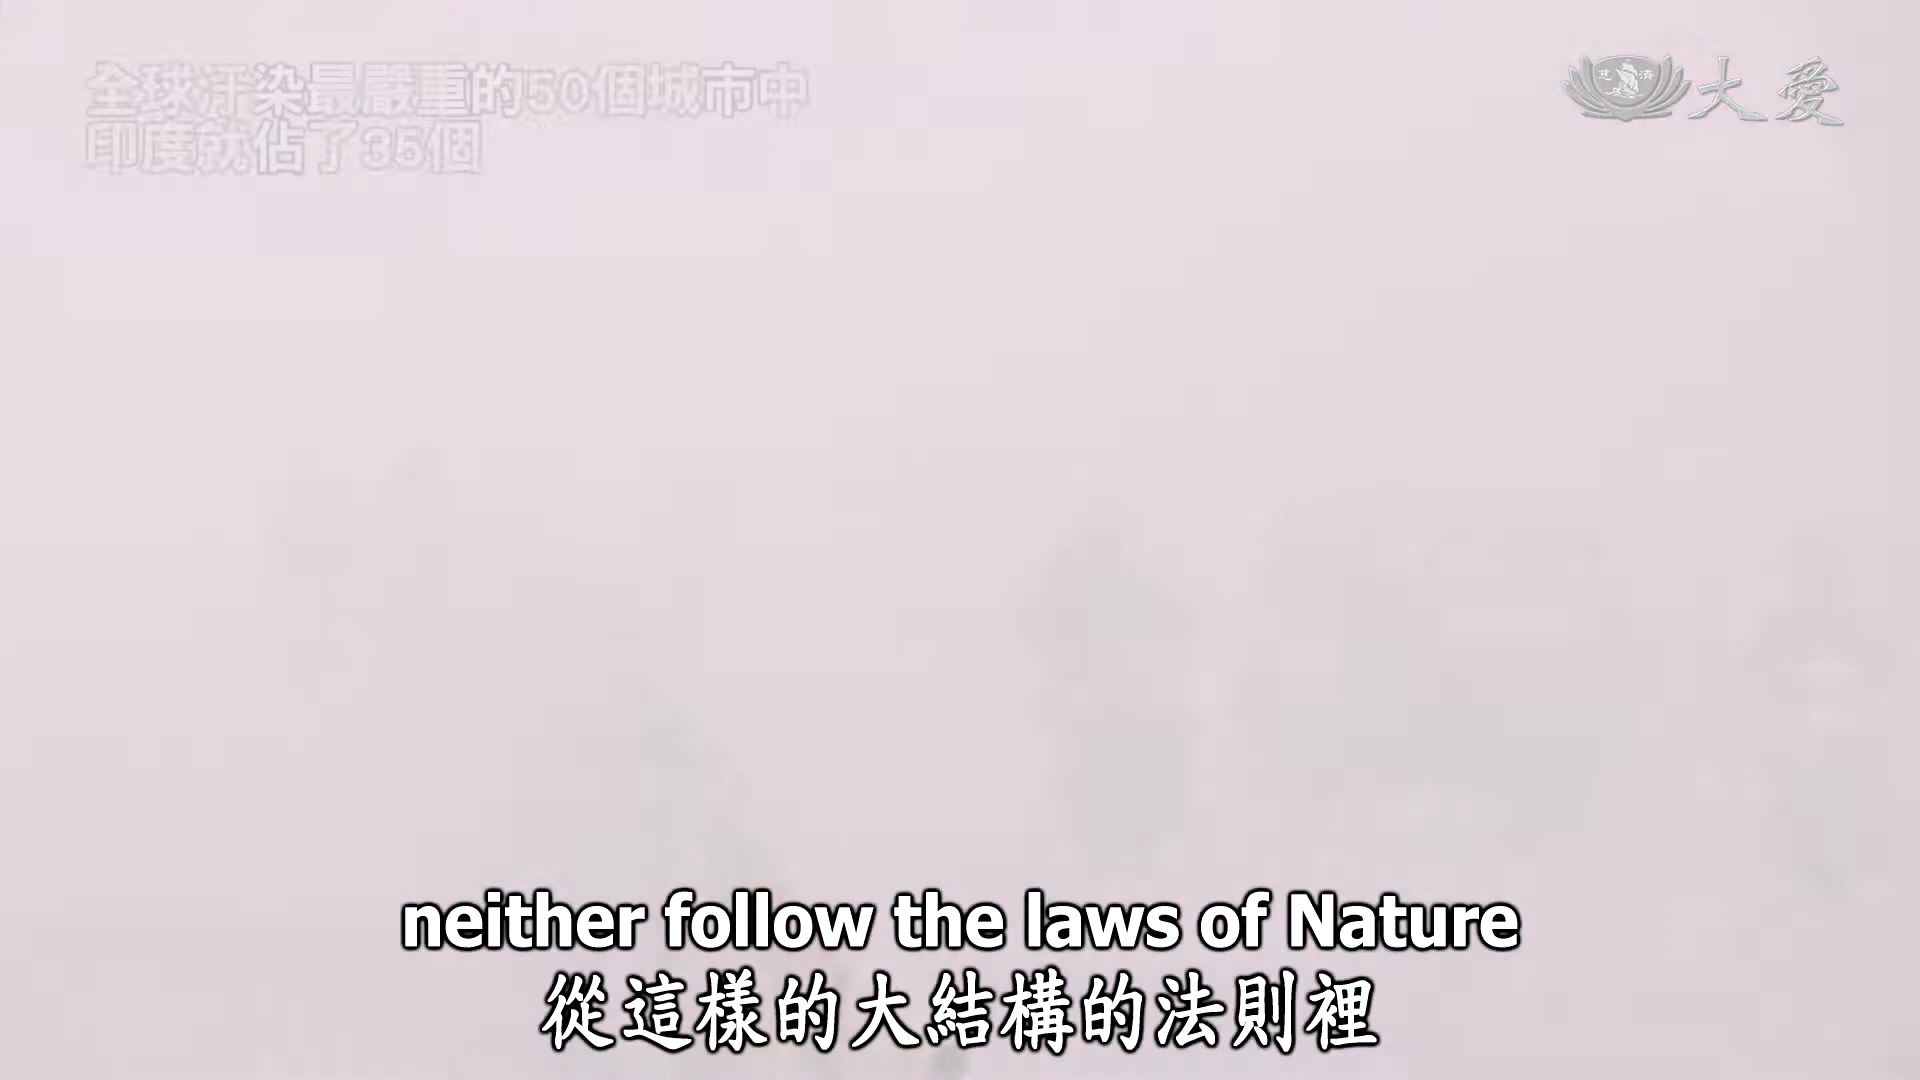 全球汙染最嚴重的50個城市中
印度就佔了35個
慈濟
大愛
neither follow the laws of Nature
從這樣的大結構的法則裡